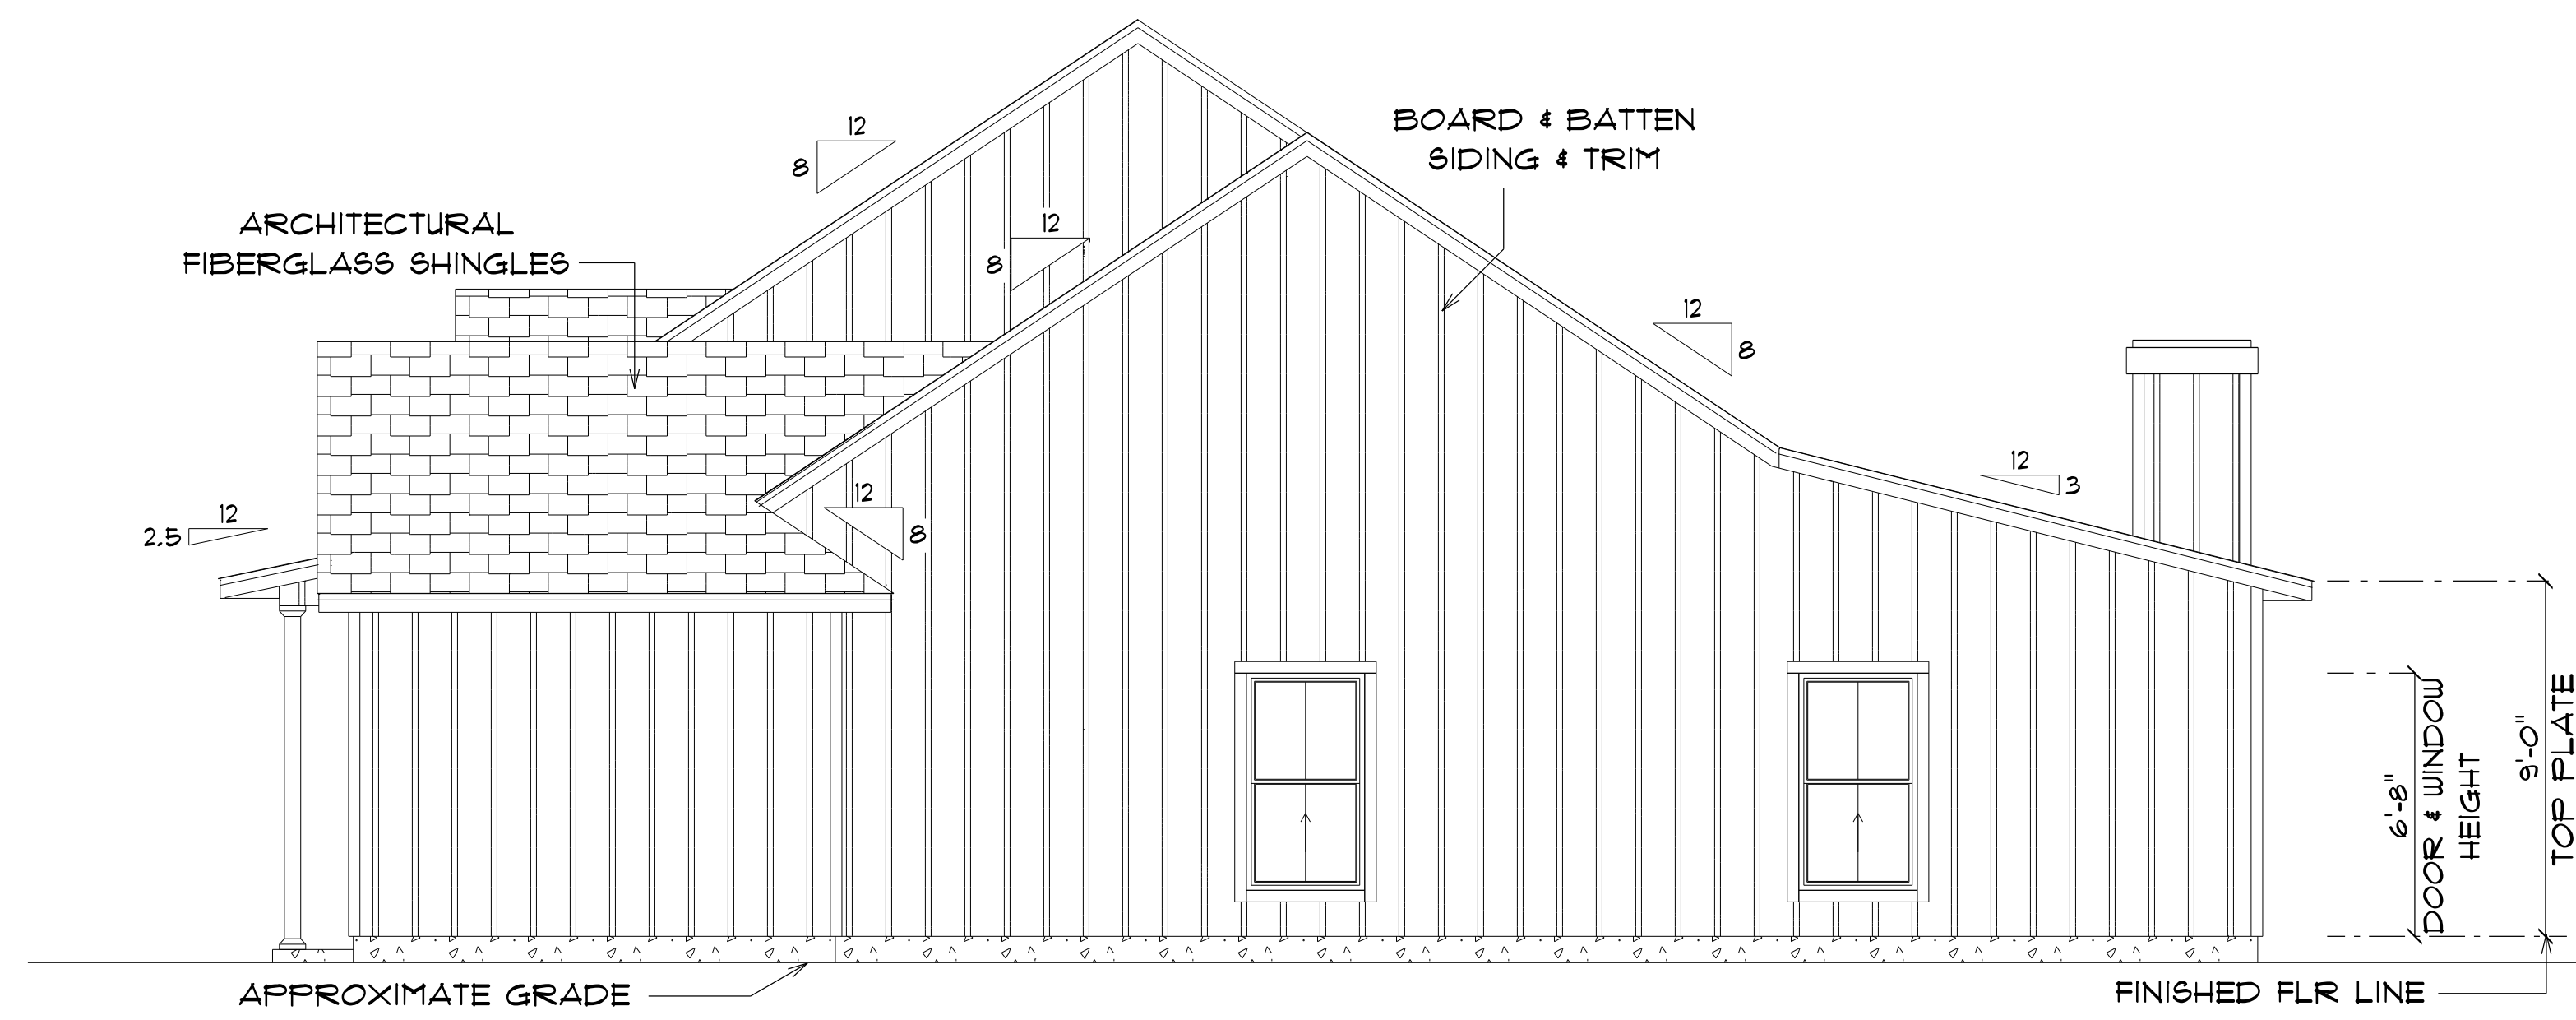 BOARD & BATTEN
SIDING & TRIM
12
8
ARCHITECTURAL
FIBERGLASS SHINGLES
12
8
12
8
12
3
12
8
12
2.5
6'-8"
DOOR & WINDOW
HEIGHT
9'-0"
TOP PLATE
APPROXIMATE GRADE
FINISHED FLR LINE